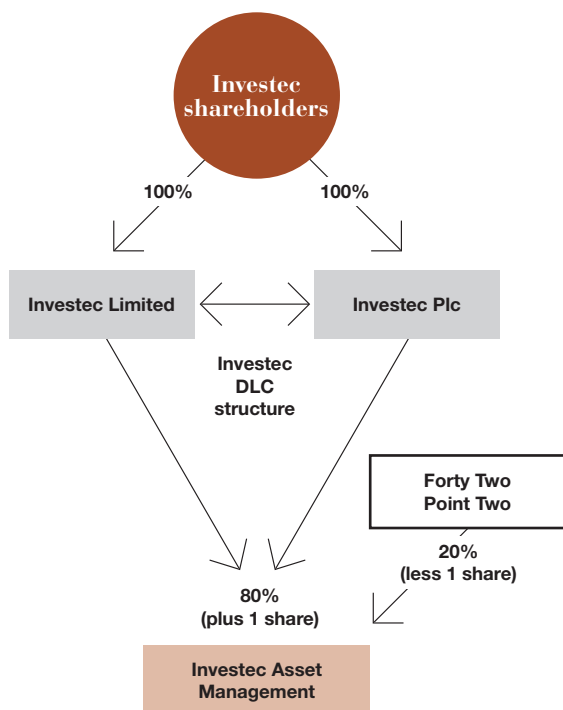 Investec
shareholders
100%
100%
Investec Limited
Investec Plc
Investec
DLC
structure
Forty Two
Point Two
20%
(less 1 share)
80%
(plus 1 share)
Investec Asset
Management